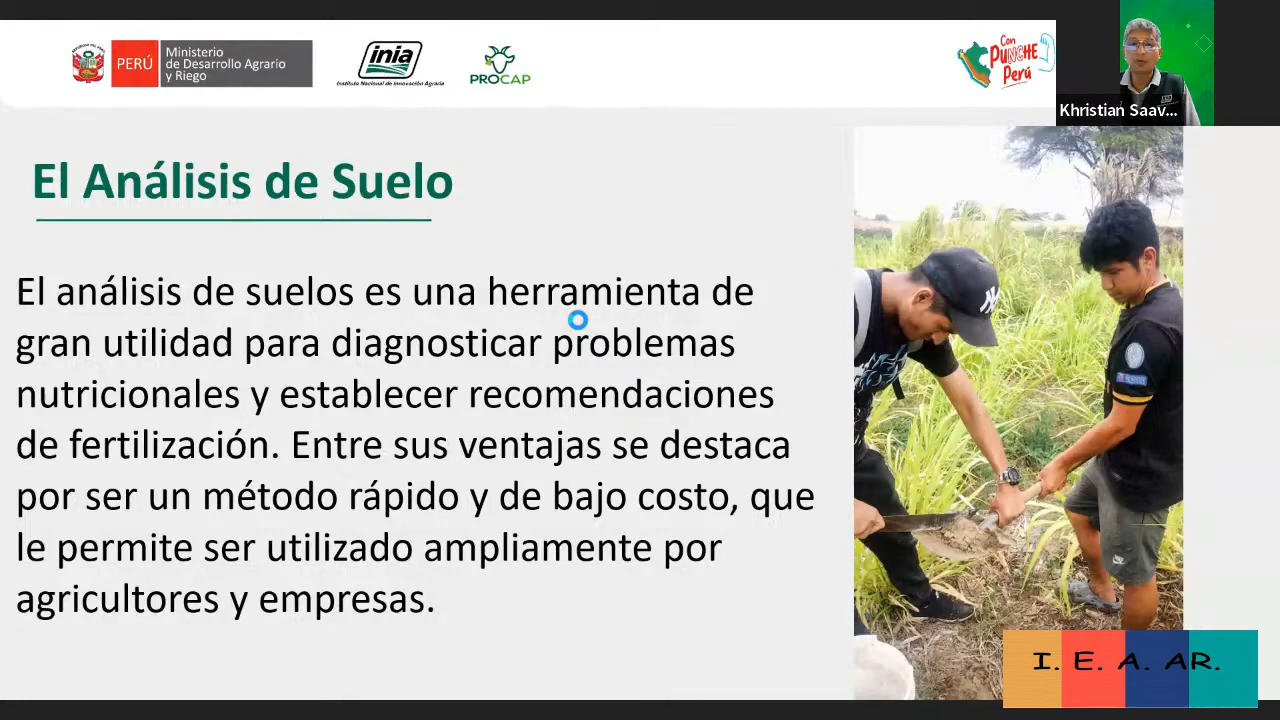 PERÚ
Ministerio
de Desarrollo Agrario
y Riego
inia
Instituto Nacional de Innovación Agraria
PROCAP
Con
PUNCHE
Perú
Khristian Saav...
El Análisis de Suelo
El análisis de suelos es una herramienta de
gran utilidad para diagnosticar problemas
nutricionales y establecer recomendaciones
de fertilización. Entre sus ventajas se destaca
por ser un método rápido y de bajo costo, que
le permite ser utilizado ampliamente por
agricultores y empresas.
I. E. A. AR.